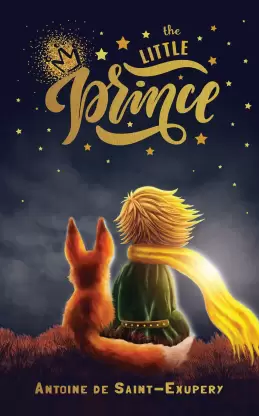 the
LITTLE
prince
Antoine de Saint-Exupery